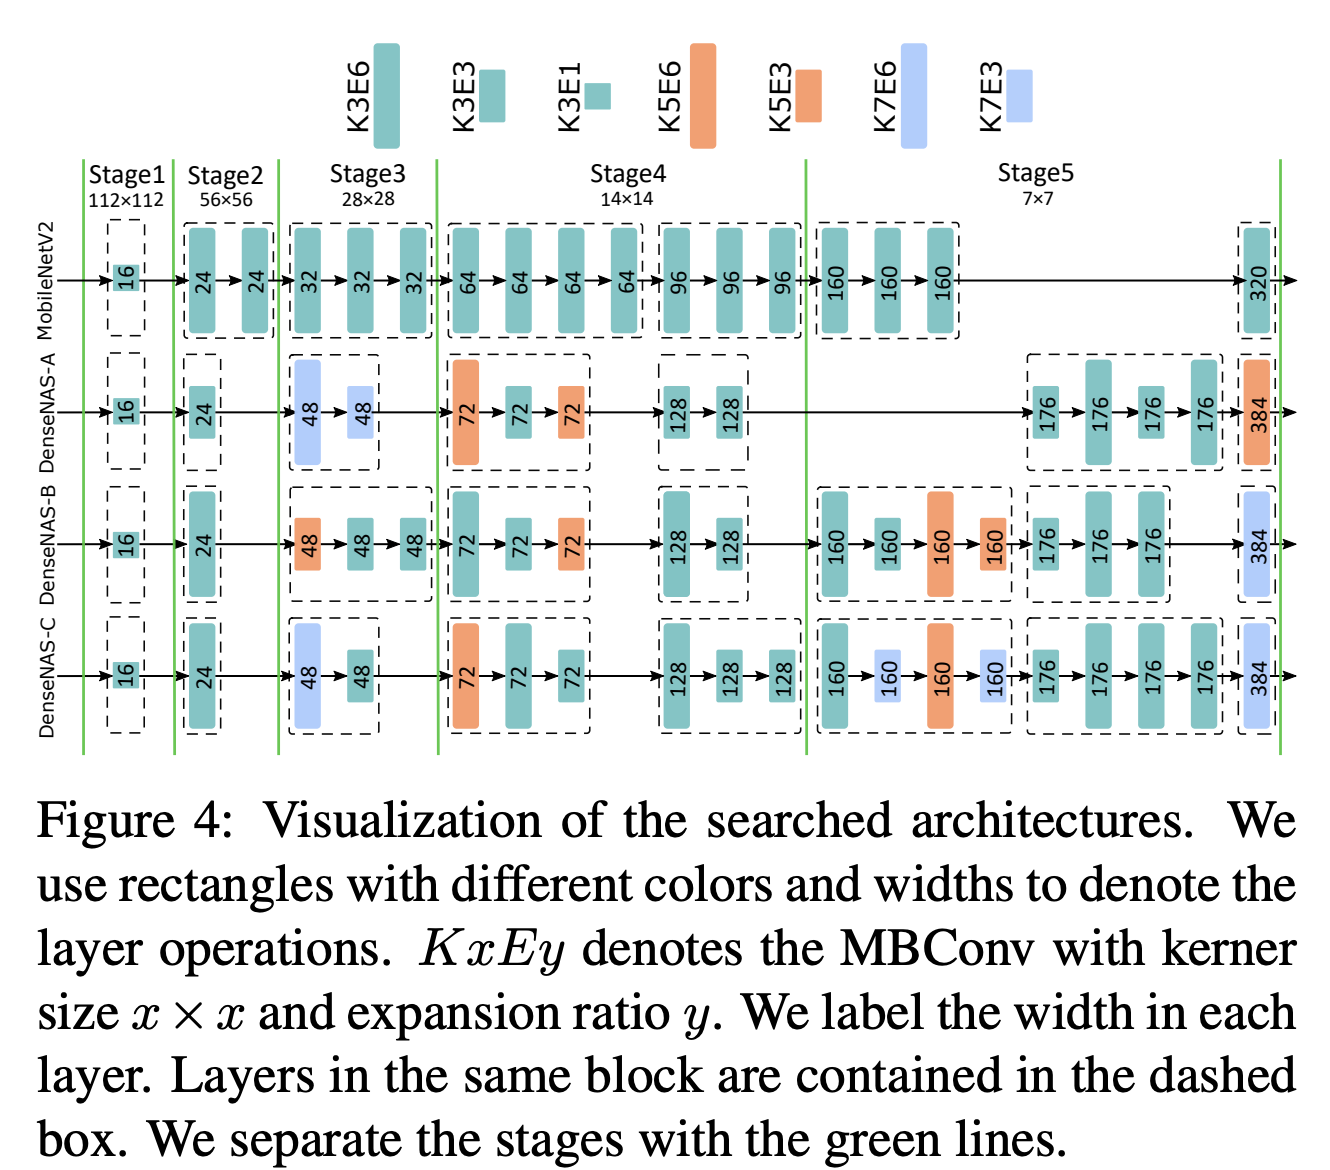 K3E6 K3E3 K3E1 K5E6 K5E3 K7E6 K7E3
Stage1 Stage2 Stage3 Stage4 Stage5
112×112 56×56 28×28 14×14 7×7
MobileNetV2 16 24 24 32 32 32 64 64 64 64 96 96 96 160 160 160 320
DenseNAS-A 16 24 48 48 72 72 72 128 128 176 176 176 176 384
DenseNAS-B 16 24 48 48 48 72 72 72 128 128 160 160 160 160 176 176 176 384
DenseNAS-C 16 24 48 48 72 72 72 128 128 128 160 160 160 160 176 176 176 176 384
Figure 4: Visualization of the searched architectures. We
use rectangles with different colors and widths to denote the
layer operations. KxEy denotes the MBConv with kerner
size x × x and expansion ratio y. We label the width in each
layer. Layers in the same block are contained in the dashed
box. We separate the stages with the green lines.